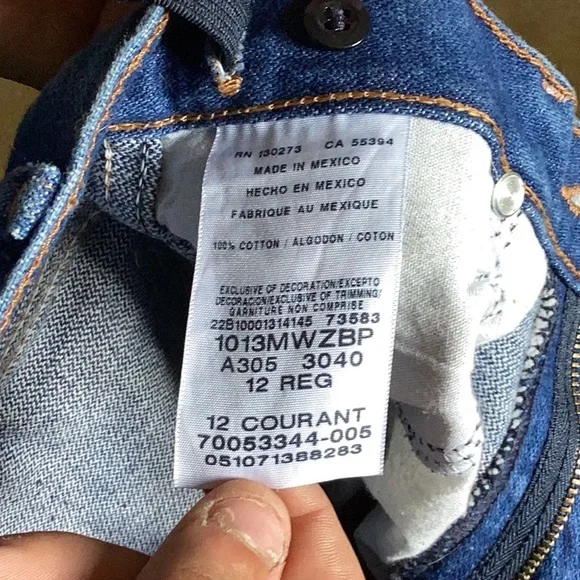 RN 130273 CA 55394
MADE IN MEXICO
HECHO EN MEXICO
FABRIQUE AU MEXIQUE
100% COTTON / ALGODON / COTON
EXCLUSIVE OF DECORATION/EXCEPTO
DECORACION/EXCLUSIVE OF TRIMMING/
GARNITURE NON COMPRISE
22B10001314145 73583
1013MWZBP
A305 3040
12 REG
12 COURANT
70053344-005
051071388283